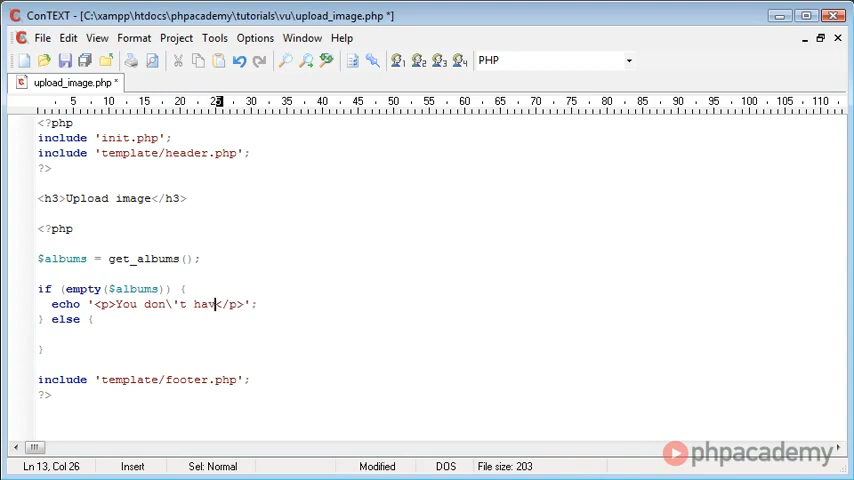 ConTEXT - [C:\xampp\htdocs\phpacademy\tutorials\vu\upload_image.php *]
File Edit View Format Project Tools Options Window Help
1 2 3 4 PHP
upload_image.php *
5 10 15 20 25 30 35 40 45 50 55 60 65 70 75 80 85 90 95 100 105 110
<?php
include 'init.php';
include 'template/header.php';
?>
<h3>Upload image</h3>
<?php
$albums = get_albums();
if (empty($albums)) {
echo '<p>You don\'t hav</p>';
} else {
}
include 'template/footer.php';
?>
phpacademy
Ln 13, Col 26 Insert Sel: Normal Modified DOS File size: 203